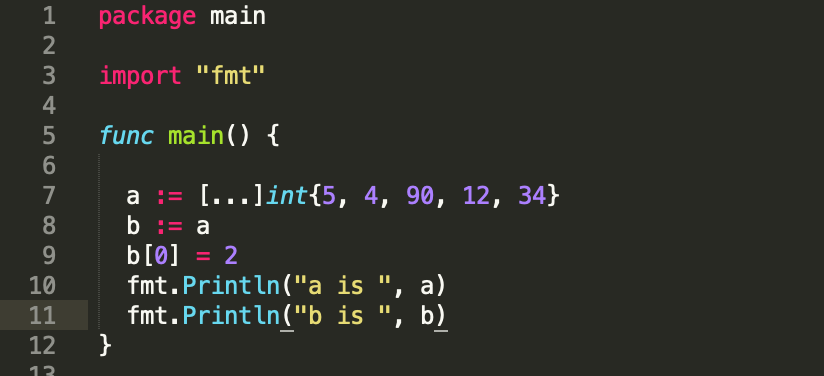 1 package main
2
3 import "fmt"
4
5 func main() {
6
7 a := [...]int{5, 4, 90, 12, 34}
8 b := a
9 b[0] = 2
10 fmt.Println("a is ", a)
11 fmt.Println("b is ", b)
12 }
13